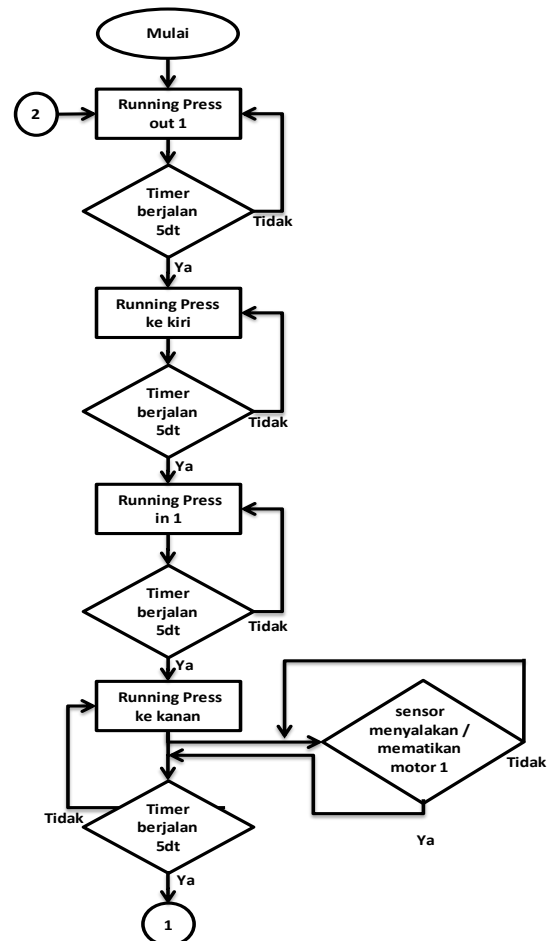 Mulai
2
Running Press
out 1
Timer
berjalan
5dt
Tidak
Ya
Running Press
ke kiri
Timer
berjalan
5dt
Tidak
Ya
Running Press
in 1
Timer
berjalan
5dt
Tidak
Ya
Running Press
ke kanan
sensor
menyalakan /
mematikan
motor 1
Tidak
Ya
Timer
berjalan
5dt
Tidak
Ya
1